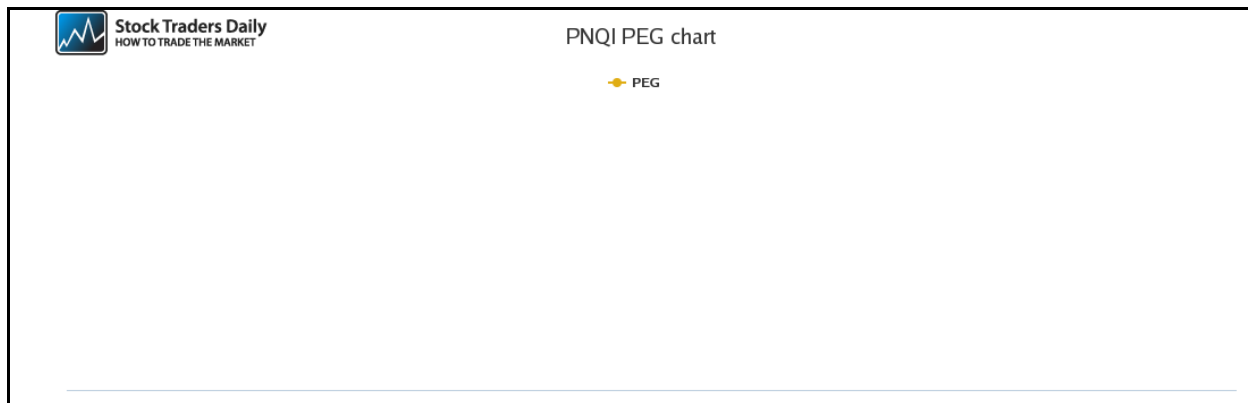 Stock Traders Daily
HOW TO TRADE THE MARKET
PNQI PEG chart
PEG